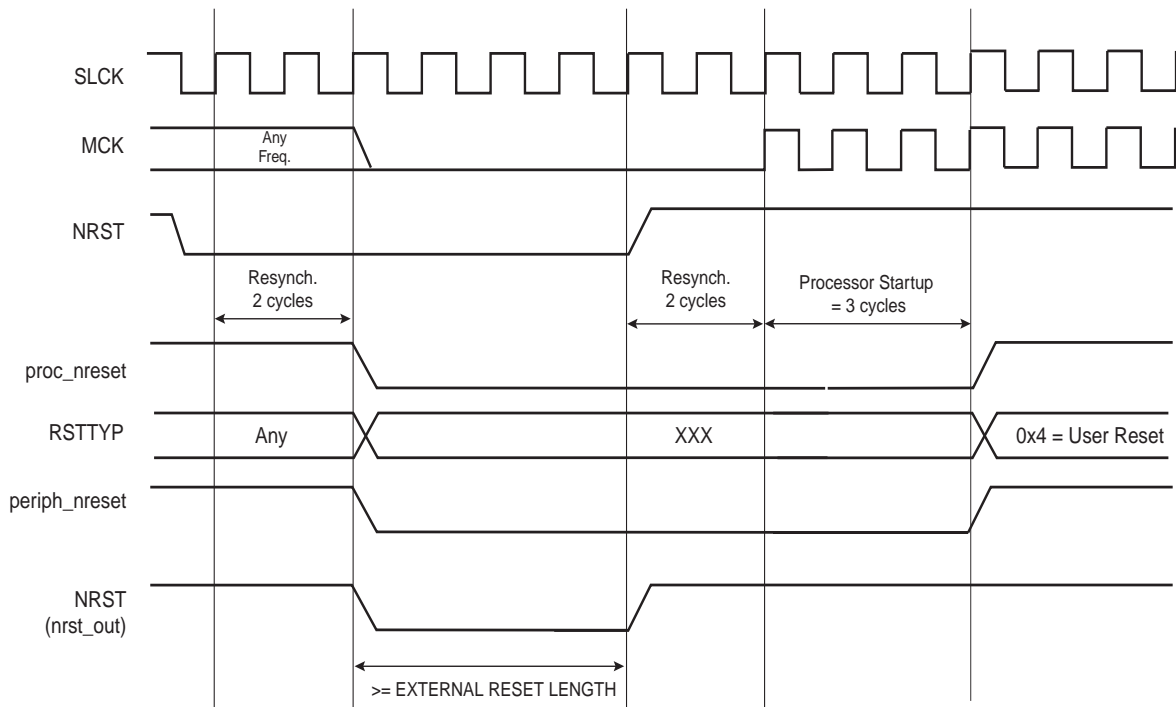 SLCK
MCK
Any
Freq.
NRST
Resynch.
2 cycles
Resynch.
2 cycles
Processor Startup
= 3 cycles
proc_nreset
RSTTYP
Any
XXX
0x4 = User Reset
periph_nreset
NRST
(nrst_out)
>= EXTERNAL RESET LENGTH